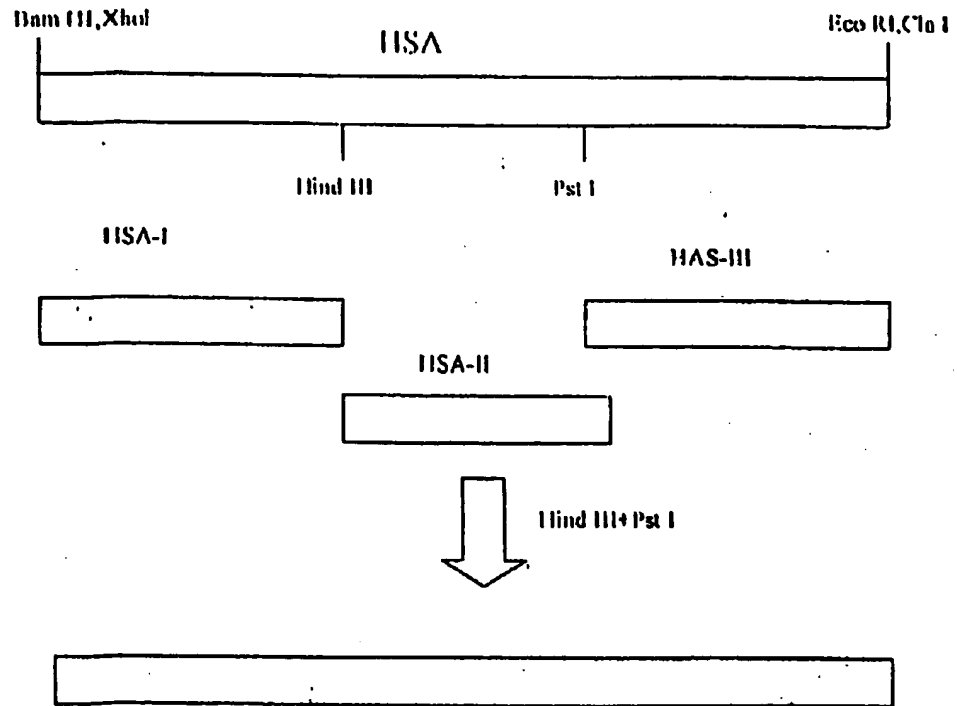 Bam HI,XhoI
HSA
Eco RI,Cla I
Hind III
Pst I
HSA-I
HAS-III
HSA-II
Hind III+Pst I